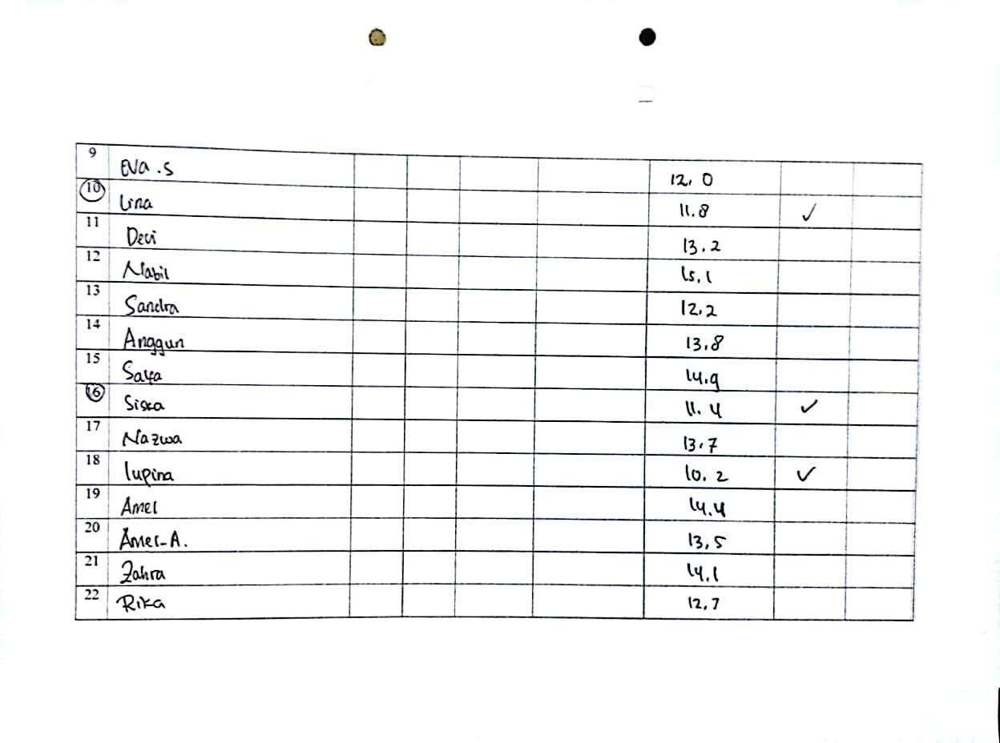 9 Eva.S 12,0
10 Lina 11.8 ✓
11 Devi 13.2
12 Nabil 15,1
13 Sandra 12,2
14 Anggun 13,8
15 14.9
16 Siska 11.4 ✓
17 Nazwa 13,7
18 lupina 10.2 ✓
19 Amel 14.4
20 Amel-A. 13,5
21 Zahra 14,1
22 Rika 12,7